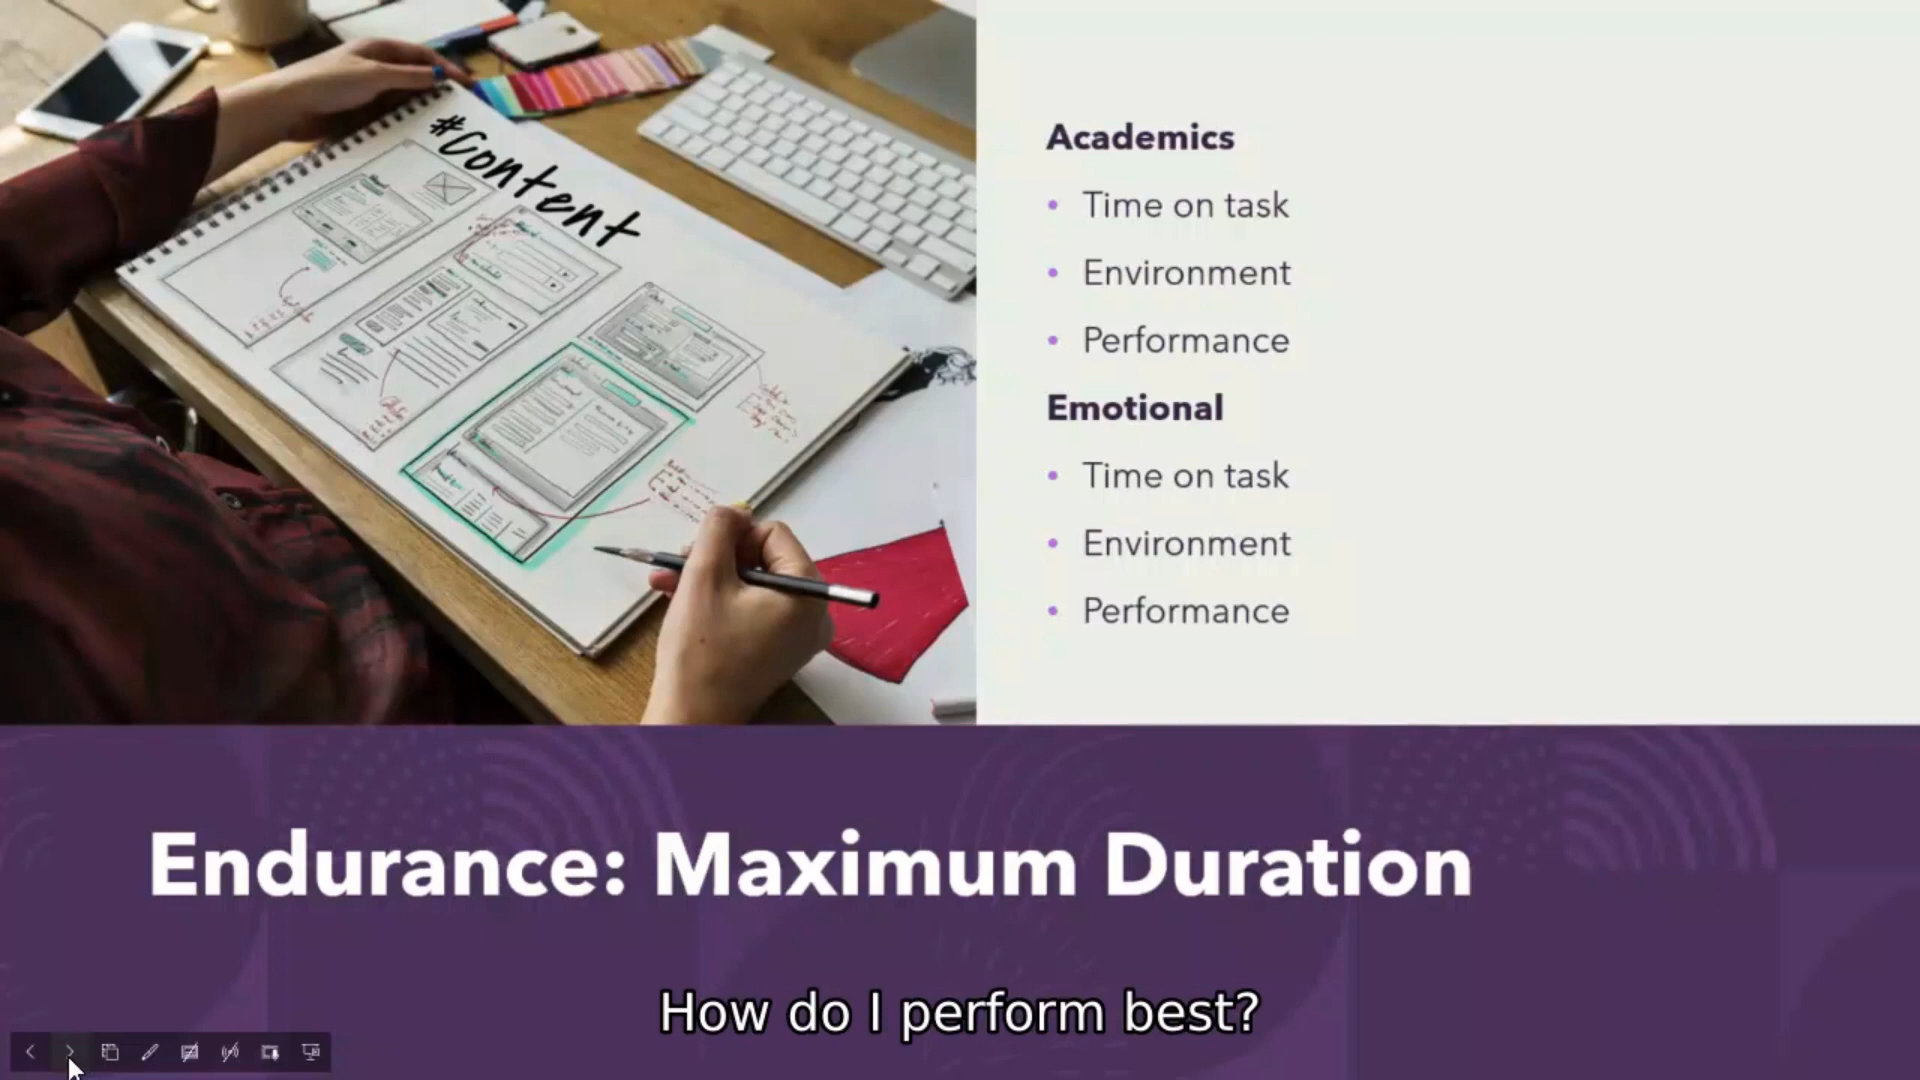 #Content
Academics
• Time on task
• Environment
• Performance
Emotional
• Time on task
• Environment
• Performance
Endurance: Maximum Duration
How do I perform best?